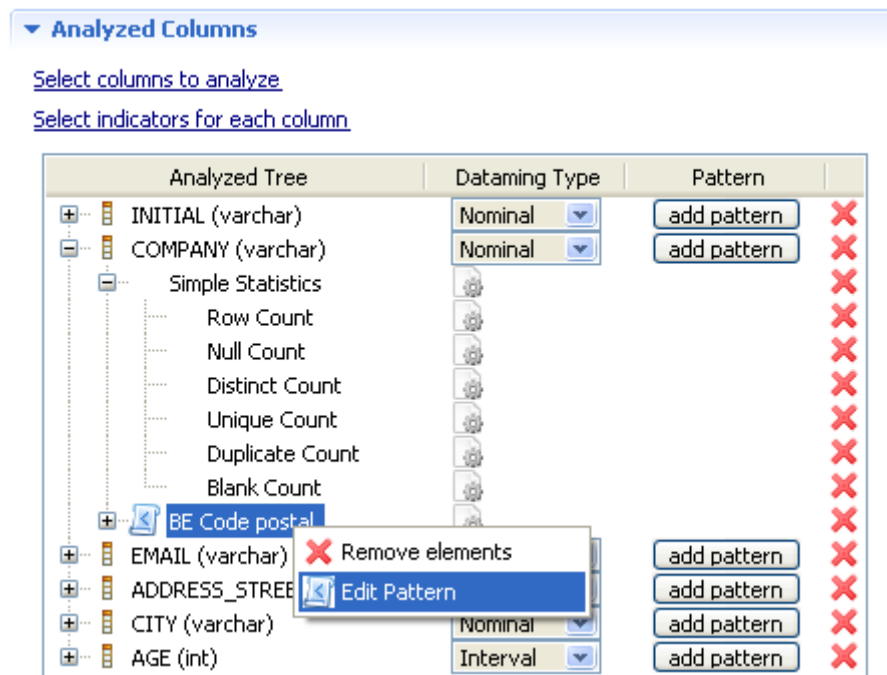 Analyzed Columns
Select columns to analyze
Select indicators for each column
Analyzed Tree Dataming Type Pattern
INITIAL (varchar) Nominal add pattern
COMPANY (varchar) Nominal add pattern
Simple Statistics
Row Count
Null Count
Distinct Count
Unique Count
Duplicate Count
Blank Count
BE Code postal
EMAIL (varchar) Remove elements add pattern
ADDRESS_STREE Edit Pattern add pattern
CITY (varchar) Nominal add pattern
AGE (int) Interval add pattern